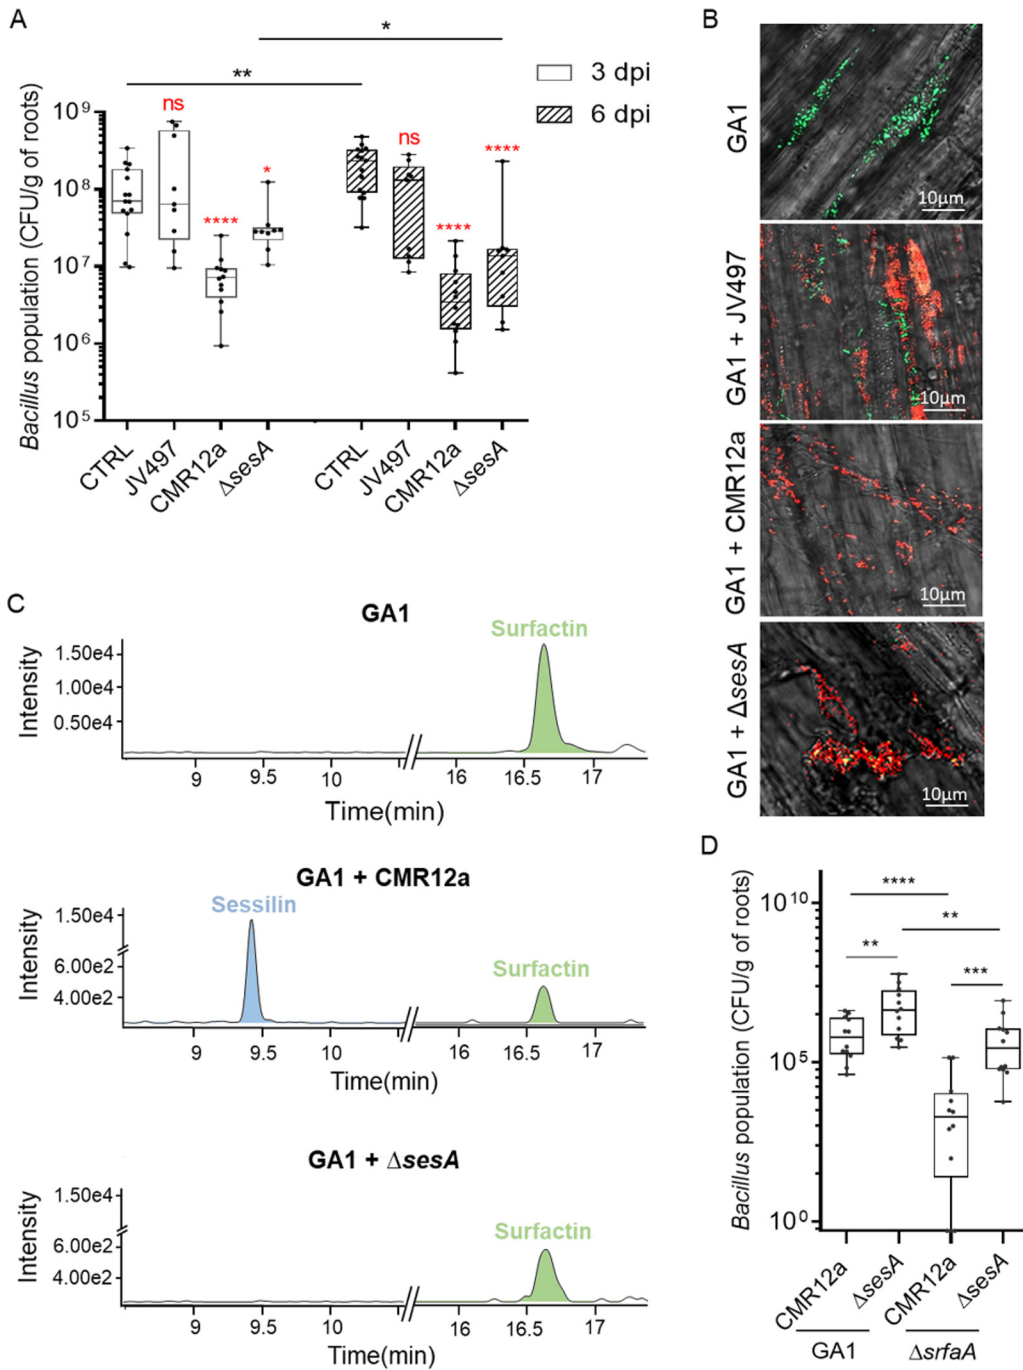 A
*
**
3 dpi
6 dpi
Bacillus population (CFU/g of roots)
10⁹
10⁸
10⁷
10⁶
10⁵
ns
****
*
ns
****
****
CTRL
JV497
CMR12a
ΔsesA
CTRL
JV497
CMR12a
ΔsesA
B
GA1
10µm
GA1 + JV497
10µm
GA1 + CMR12a
10µm
GA1 + ΔsesA
10µm
C
GA1
Surfactin
Intensity
1.50e4
1.00e4
0.50e4
9 9.5 10 16 16.5 17
Time(min)
GA1 + CMR12a
Sessilin
Surfactin
Intensity
1.50e4
6.00e2
4.00e2
9 9.5 10 16 16.5 17
Time(min)
GA1 + ΔsesA
Surfactin
Intensity
1.50e4
6.00e2
4.00e2
9 9.5 10 16 16.5 17
Time(min)
D
Bacillus population (CFU/g of roots)
10¹⁰
10⁵
10⁰
****
**
**
***
CMR12a
ΔsesA
CMR12a
ΔsesA
GA1
ΔsrfaA